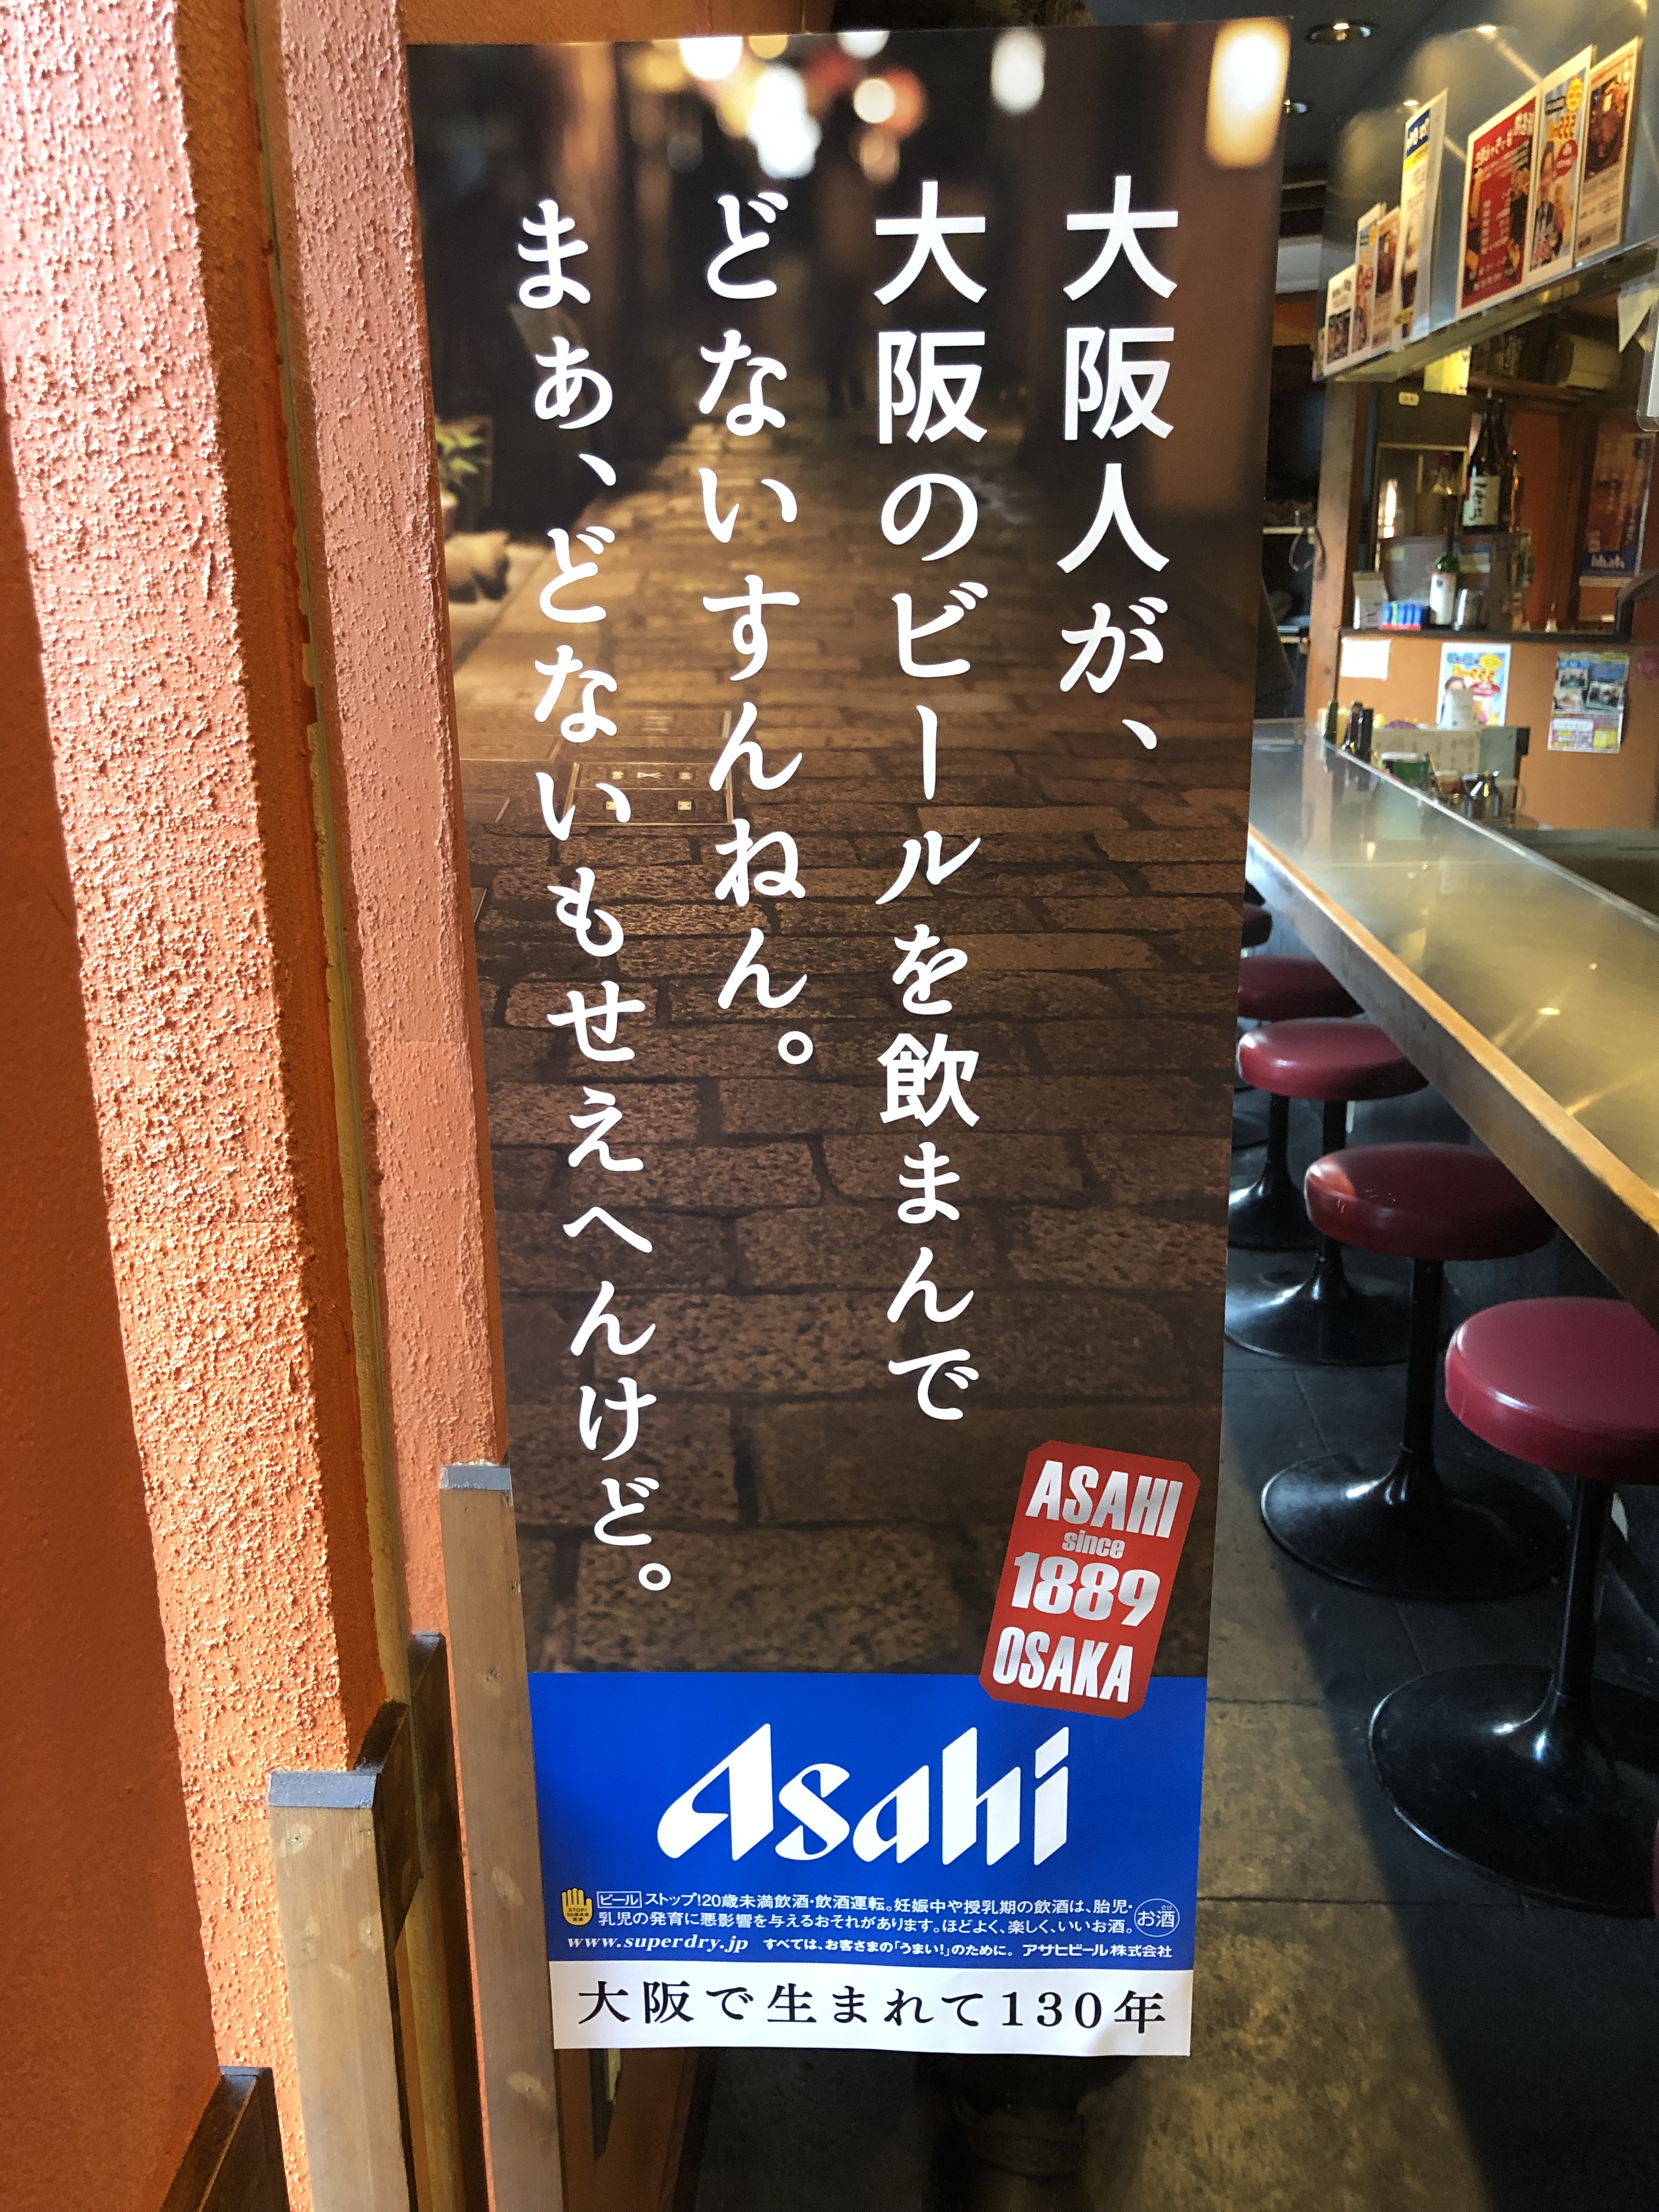 大阪人が、
大阪のビールを飲まんで
どないすんねん。
まぁ、どないもせえへんけど。
ASAHI
since
1889
OSAKA
Asahi
ビール ストップ!20歳未満飲酒・飲酒運転。妊娠中や授乳期の飲酒は、胎児・
乳児の発育に悪影響を与えるおそれがあります。ほどよく、楽しく、いいお酒。
お酒
www.superdry.jp すべては、お客さまの「うまい!」のために。 アサヒビール株式会社
大阪で生まれて130年